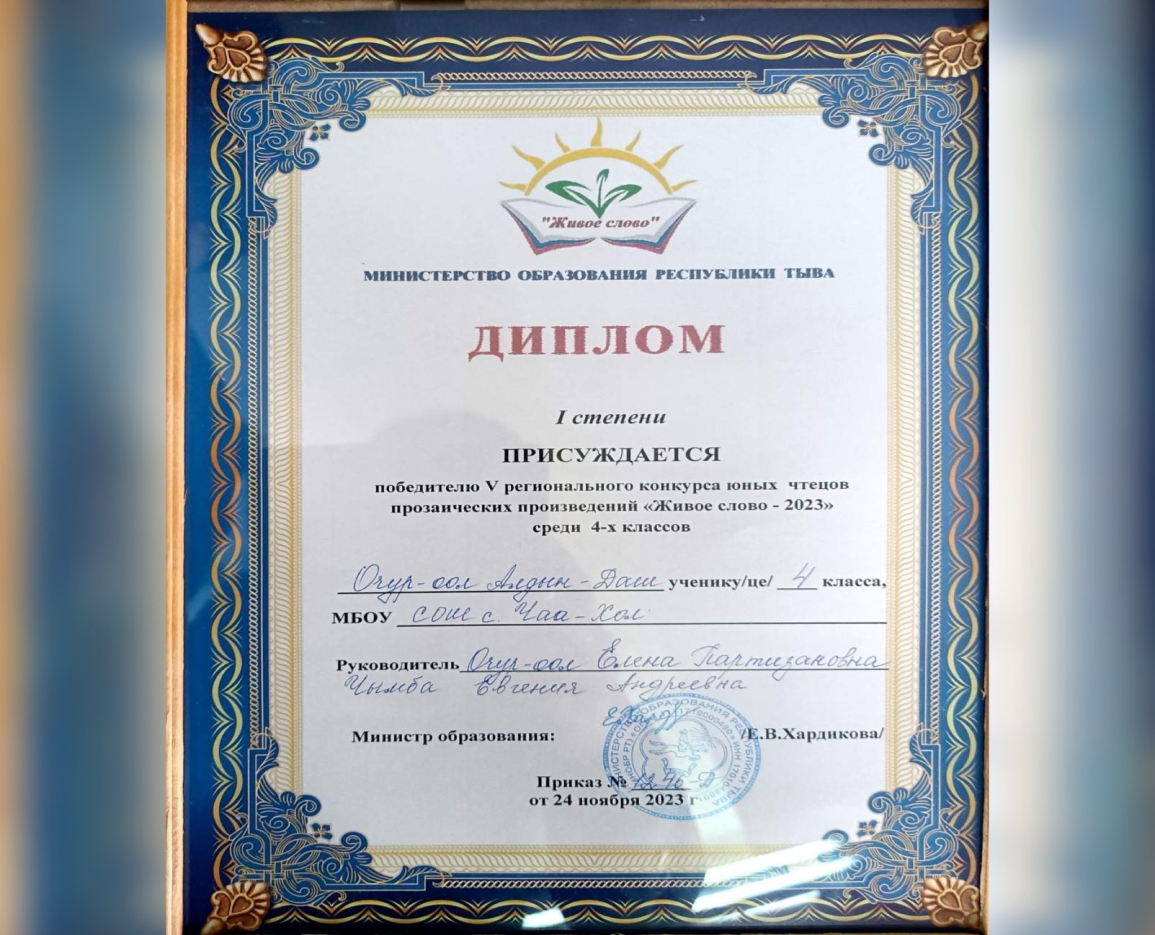 "Живое слово"
МИНИСТЕРСТВО ОБРАЗОВАНИЯ РЕСПУБЛИКИ ТЫВА
ДИПЛОМ
I степени
ПРИСУЖДАЕТСЯ
победителю V регионального конкурса юных чтецов
прозаических произведений «Живое слово - 2023»
среди 4-х классов
Очур-оол Алдын-Даш ученику/це/ 4 класса,
МБОУ СОШ с. Чаа-Хол
Руководитель Очур-оол Елена Партизановна
Чымба Евгения Андреевна
Министр образования: /Е.В.Хардикова/
Приказ № 1246-Д
от 24 ноября 2023 г.